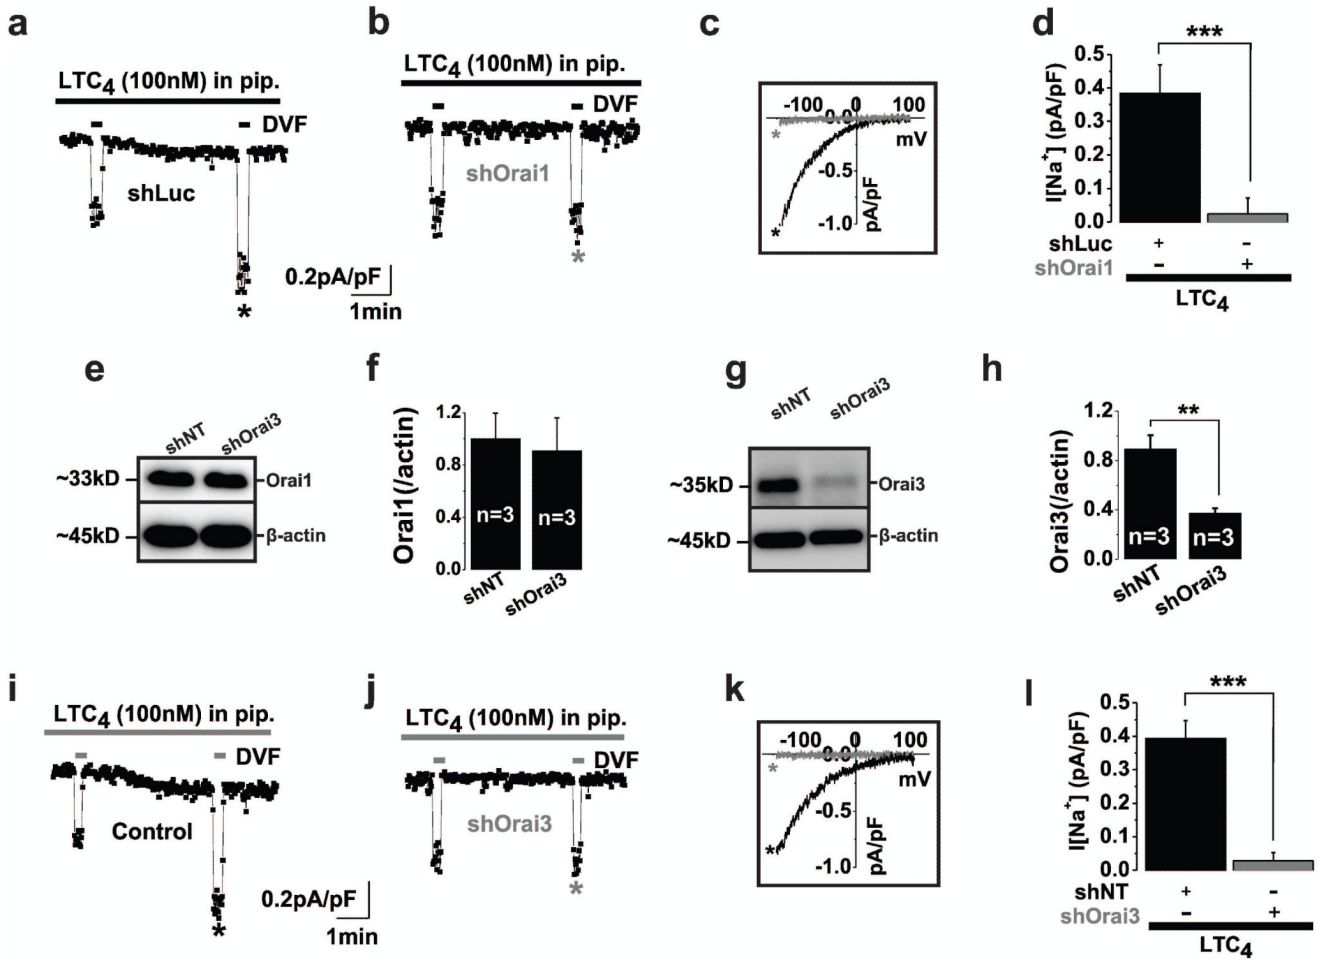 a
LTC4 (100nM) in pip.
DVF
shLuc
0.2pA/pF
1min
*
b
LTC4 (100nM) in pip.
DVF
shOrai1
*
c
-100 0 100
0.0
mV
*
-0.5
-1.0
pA/pF
*
d
***
I[Na+] (pA/pF)
0.5
0.4
0.3
0.2
0.1
0.0
shLuc + -
shOrai1 - +
LTC4
e
shNT shOrai3
~33kD Orai1
~45kD β-actin
f
Orai1(/actin)
1.2
0.8
0.4
0.0
n=3 n=3
shNT shOrai3
g
shNT shOrai3
~35kD Orai3
~45kD β-actin
h
Orai3(/actin)
**
1.2
0.8
0.4
0.0
n=3 n=3
shNT shOrai3
i
LTC4 (100nM) in pip.
DVF
Control
0.2pA/pF
1min
*
j
LTC4 (100nM) in pip.
DVF
shOrai3
*
k
-100 0 100
0.0
mV
*
-0.5
-1.0
pA/pF
*
l
***
I[Na+] (pA/pF)
0.5
0.4
0.3
0.2
0.1
0.0
shNT + -
shOrai3 - +
LTC4